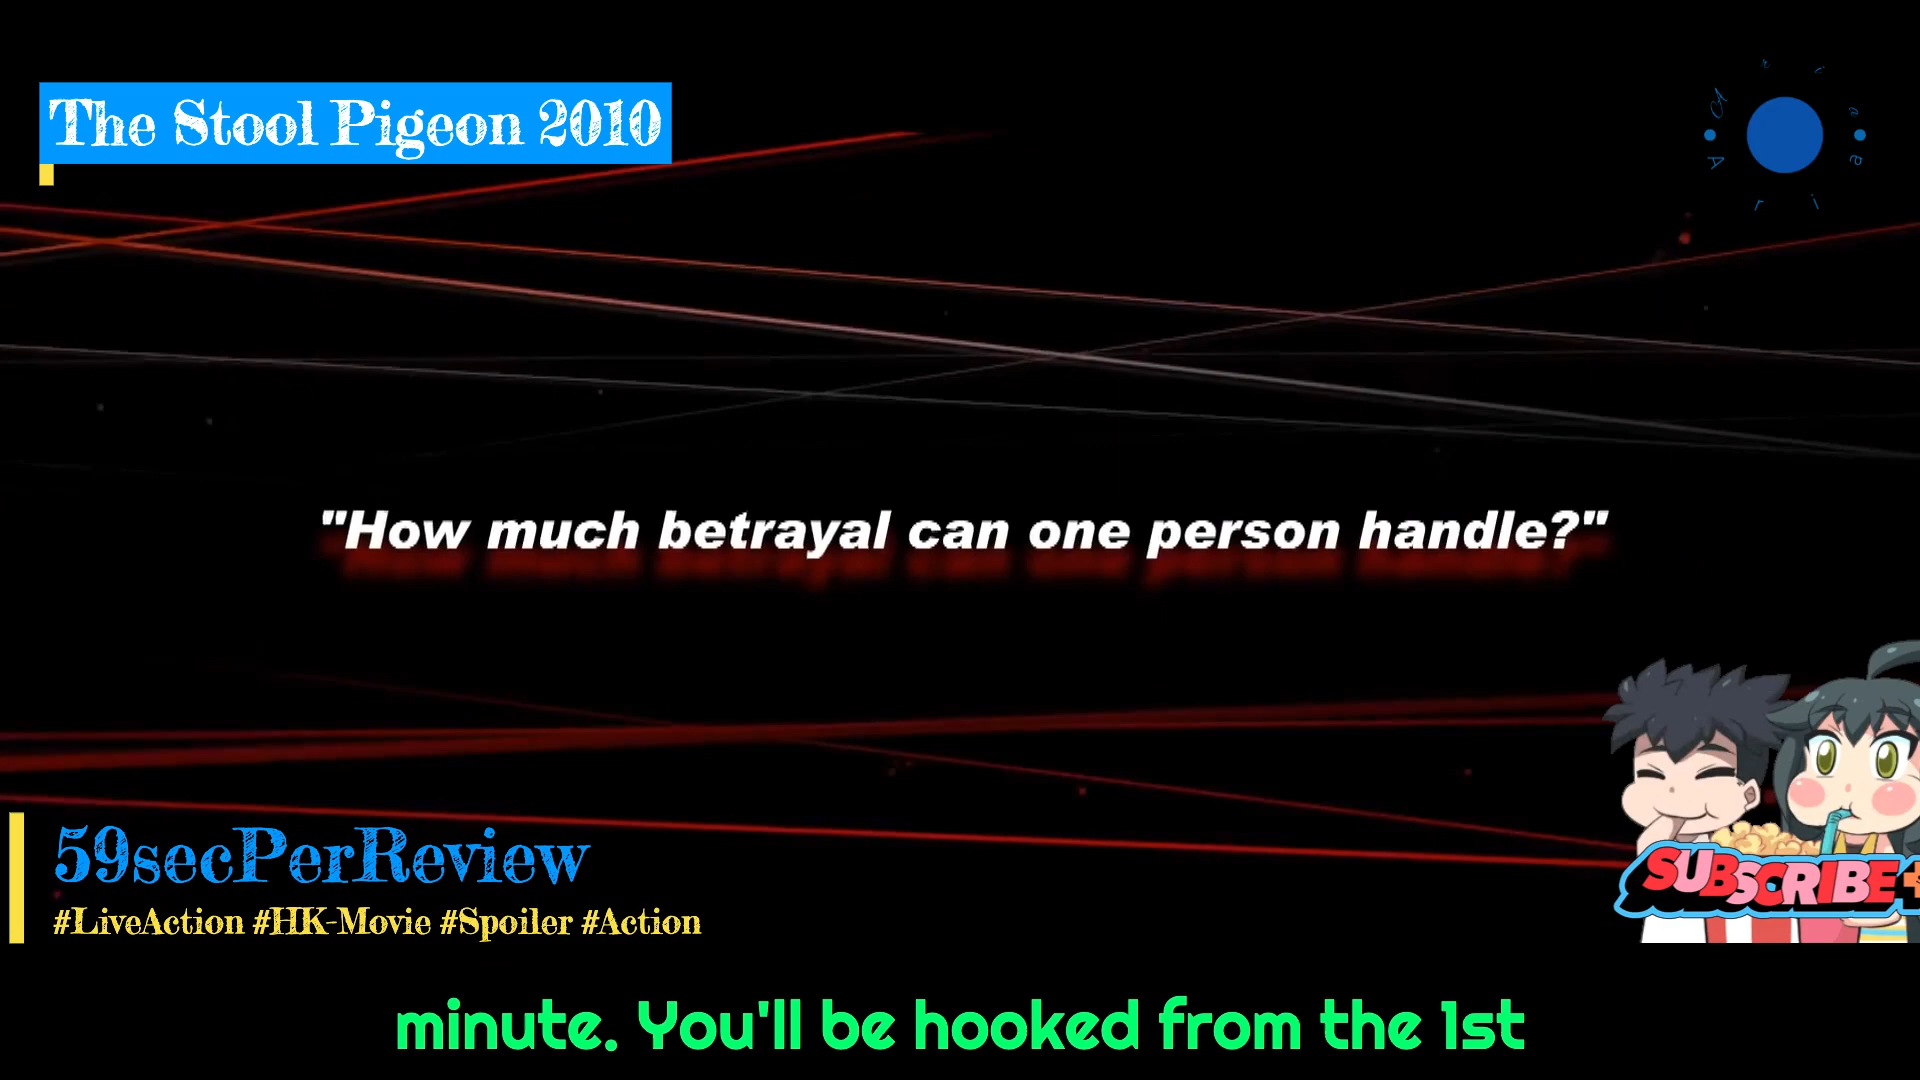 The Stool Pigeon 2010
"How much betrayal can one person handle?"
59secPerReview
#LiveAction #HK-Movie #Spoiler #Action
SUBSCRIBE
minute. You'll be hooked from the 1st